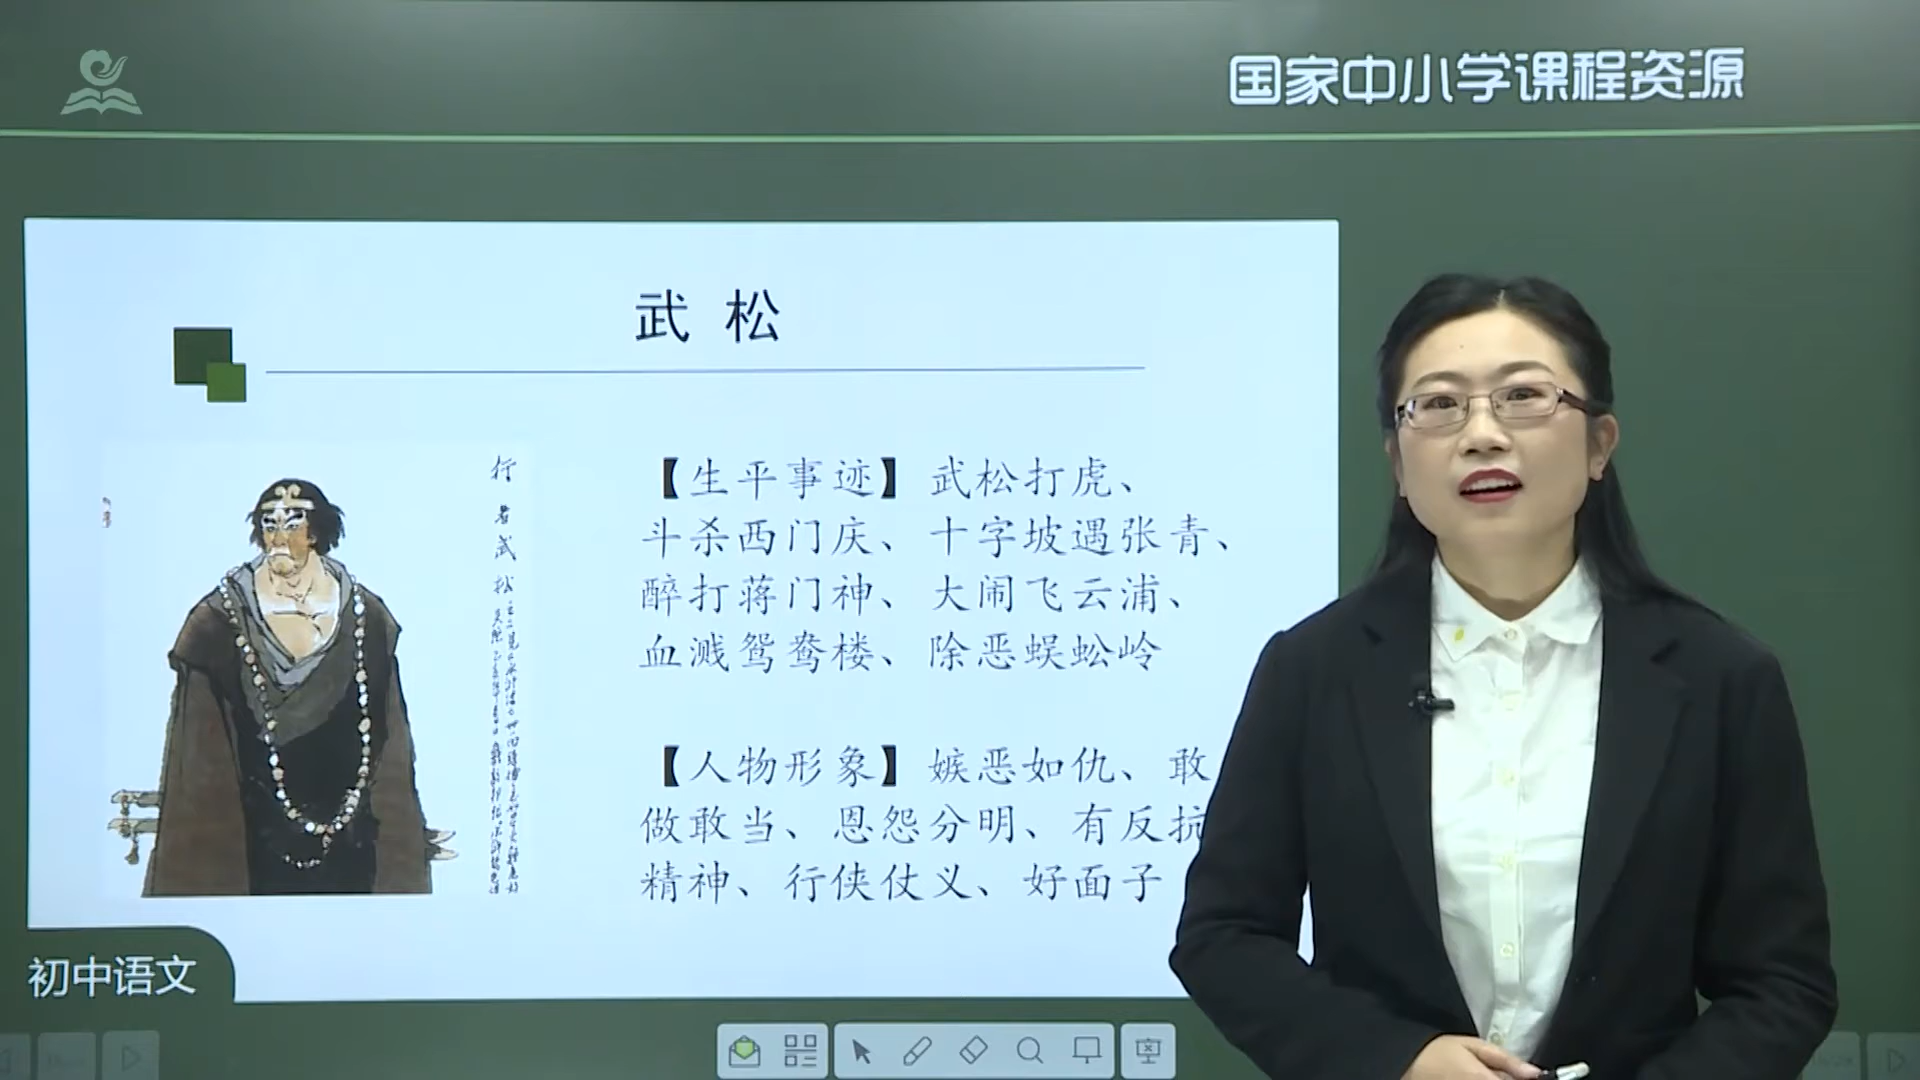 国家中小学课程资源
武松
行者武松
【生平事迹】武松打虎、
斗杀西门庆、十字坡遇张青、
醉打蒋门神、大闹飞云浦、
血溅鸳鸯楼、除恶蜈蚣岭
【人物形象】嫉恶如仇、敢
做敢当、恩怨分明、有反抗
精神、行侠仗义、好面子
初中语文